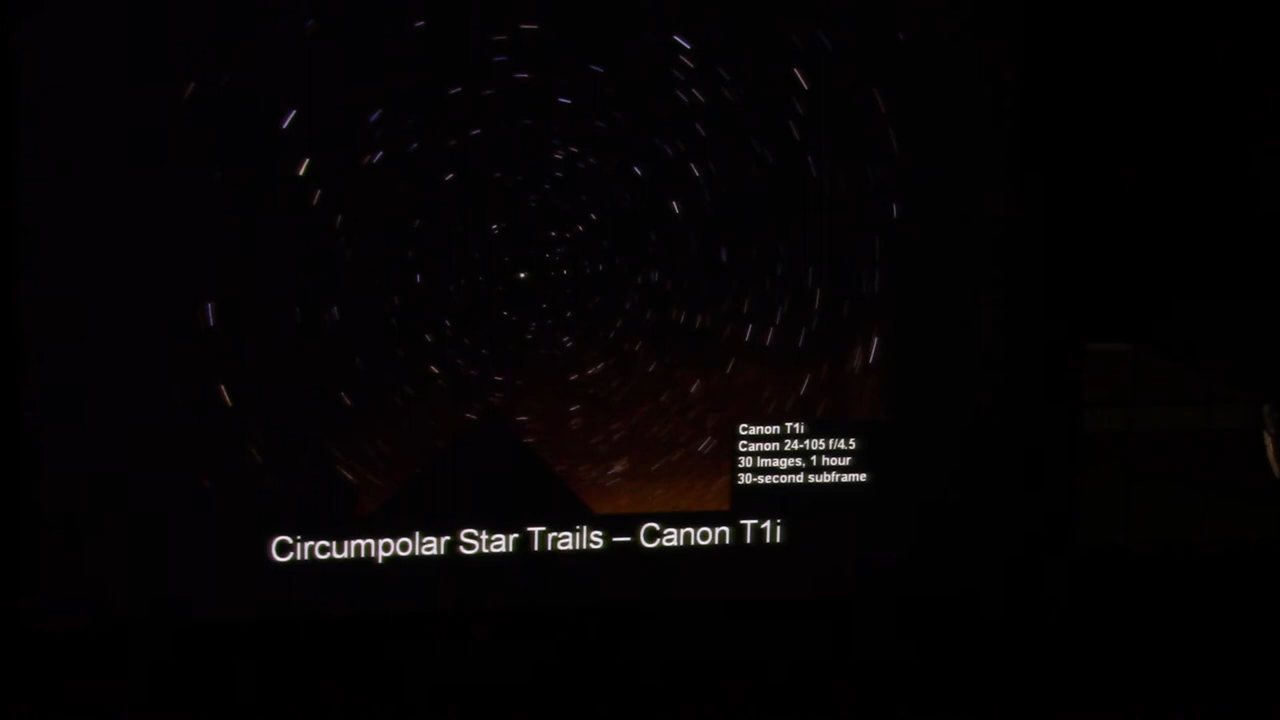 Canon T1i
Canon 24-105 f/4.5
30 Images, 1 hour
30-second subframe
Circumpolar Star Trails – Canon T1i